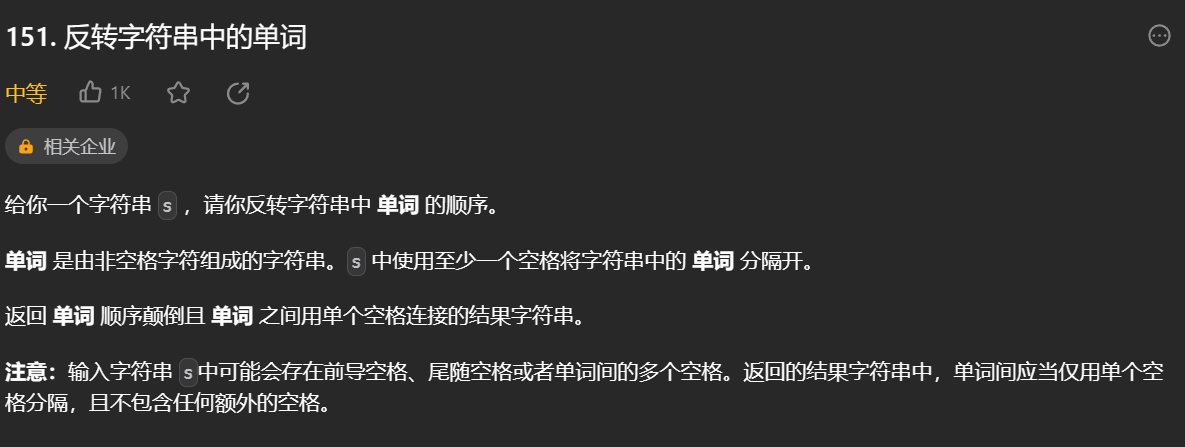 151. 反转字符串中的单词
中等 1K
相关企业
给你一个字符串 s ，请你反转字符串中 单词 的顺序。
单词 是由非空格字符组成的字符串。s 中使用至少一个空格将字符串中的 单词 分隔开。
返回 单词 顺序颠倒且 单词 之间用单个空格连接的结果字符串。
注意：输入字符串 s中可能会存在前导空格、尾随空格或者单词间的多个空格。返回的结果字符串中，单词间应当仅用单个空
格分隔，且不包含任何额外的空格。